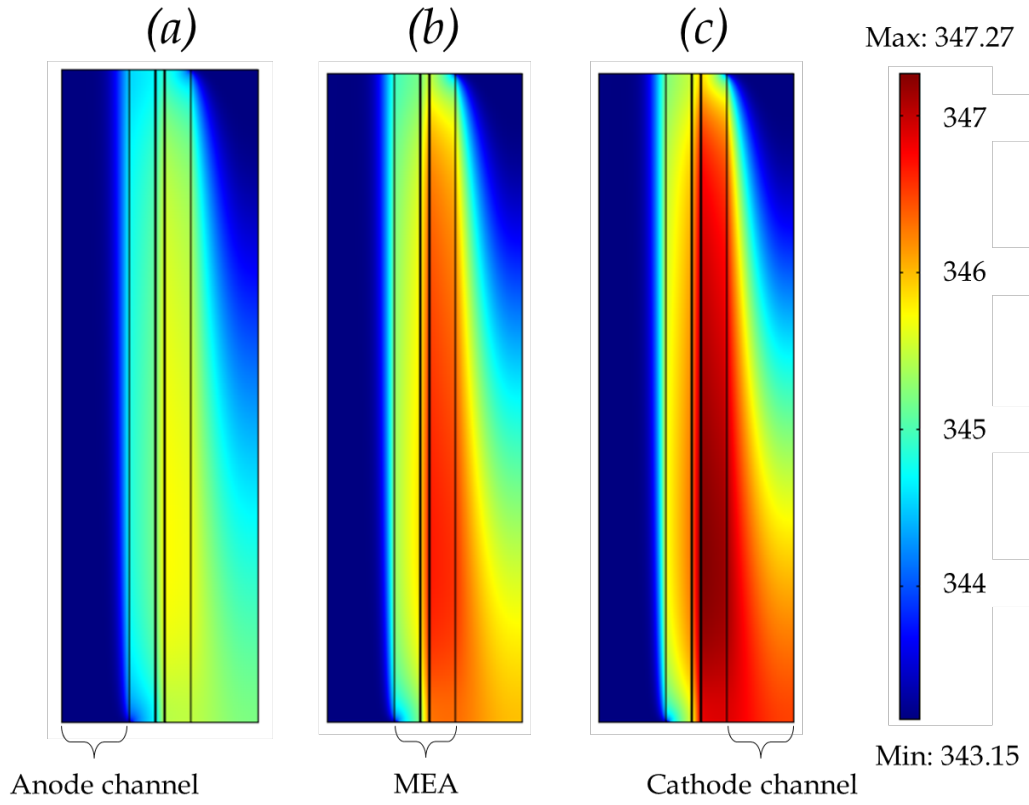 (a)
(b)
(c)
Max: 347.27
347
346
345
344
Min: 343.15
Anode channel
MEA
Cathode channel